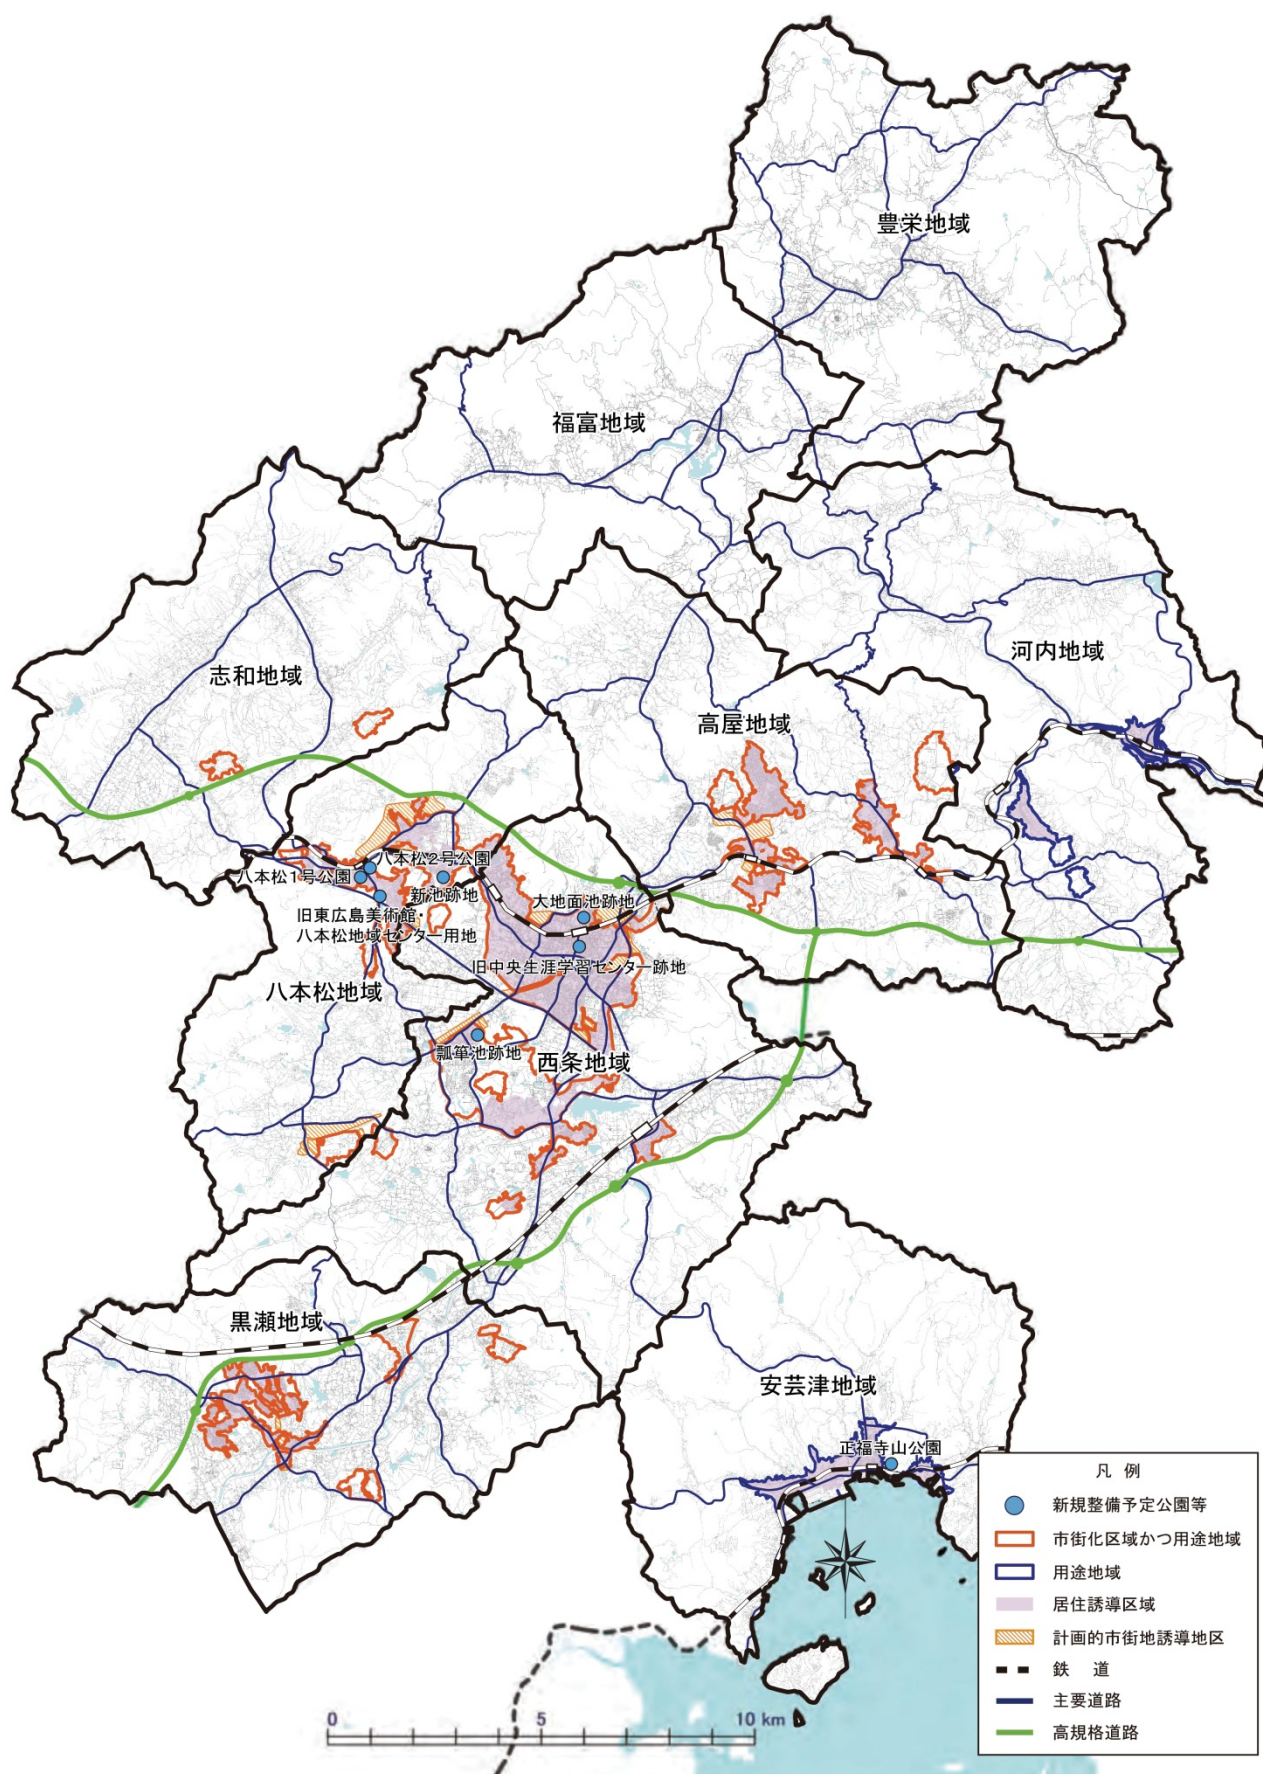 豊栄地域
福富地域
河内地域
志和地域
高屋地域
八本松2号公園
八本松1号公園
新池跡地
旧東広島美術館・
八本松地域センター用地
大地面池跡地
旧中央生涯学習センター跡地
八本松地域
瓢箪池跡地
西条地域
黒瀬地域
安芸津地域
正福寺山公園
凡 例
新規整備予定公園等
市街化区域かつ用途地域
用途地域
居住誘導区域
計画的市街地誘導地区
鉄 道
主要道路
高規格道路
0 5 10 km